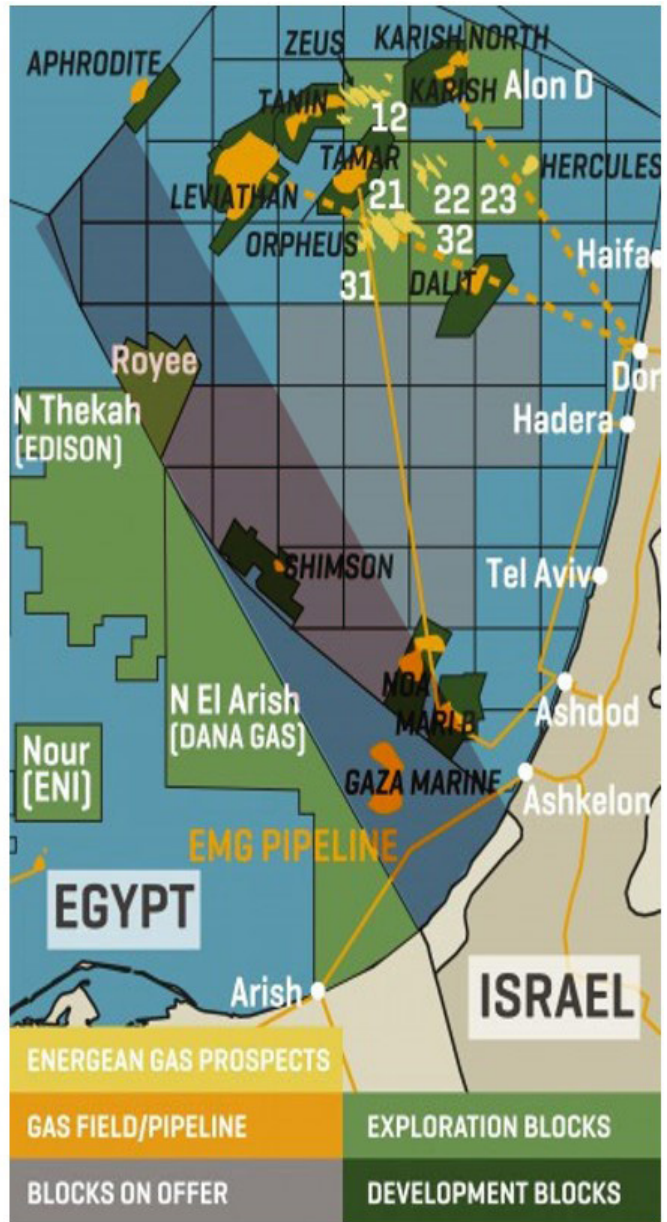 ZEUS
KARISH NORTH
APHRODITE
KARISH
Alon D
TANIN
12
TAMAR
HERCULES
LEVIATHAN
21
22
23
ORPHEUS
32
Haifa
31
DALIT
Royee
Dor
N Thekah
(EDISON)
Hadera
SHIMSON
Tel Aviv
N El Arish
(DANA GAS)
NOA
MARI B
Ashdod
Nour
(ENI)
GAZA MARINE
Ashkelon
EMG PIPELINE
EGYPT
Arish
ISRAEL
ENERGEAN GAS PROSPECTS
GAS FIELD/PIPELINE
EXPLORATION BLOCKS
BLOCKS ON OFFER
DEVELOPMENT BLOCKS